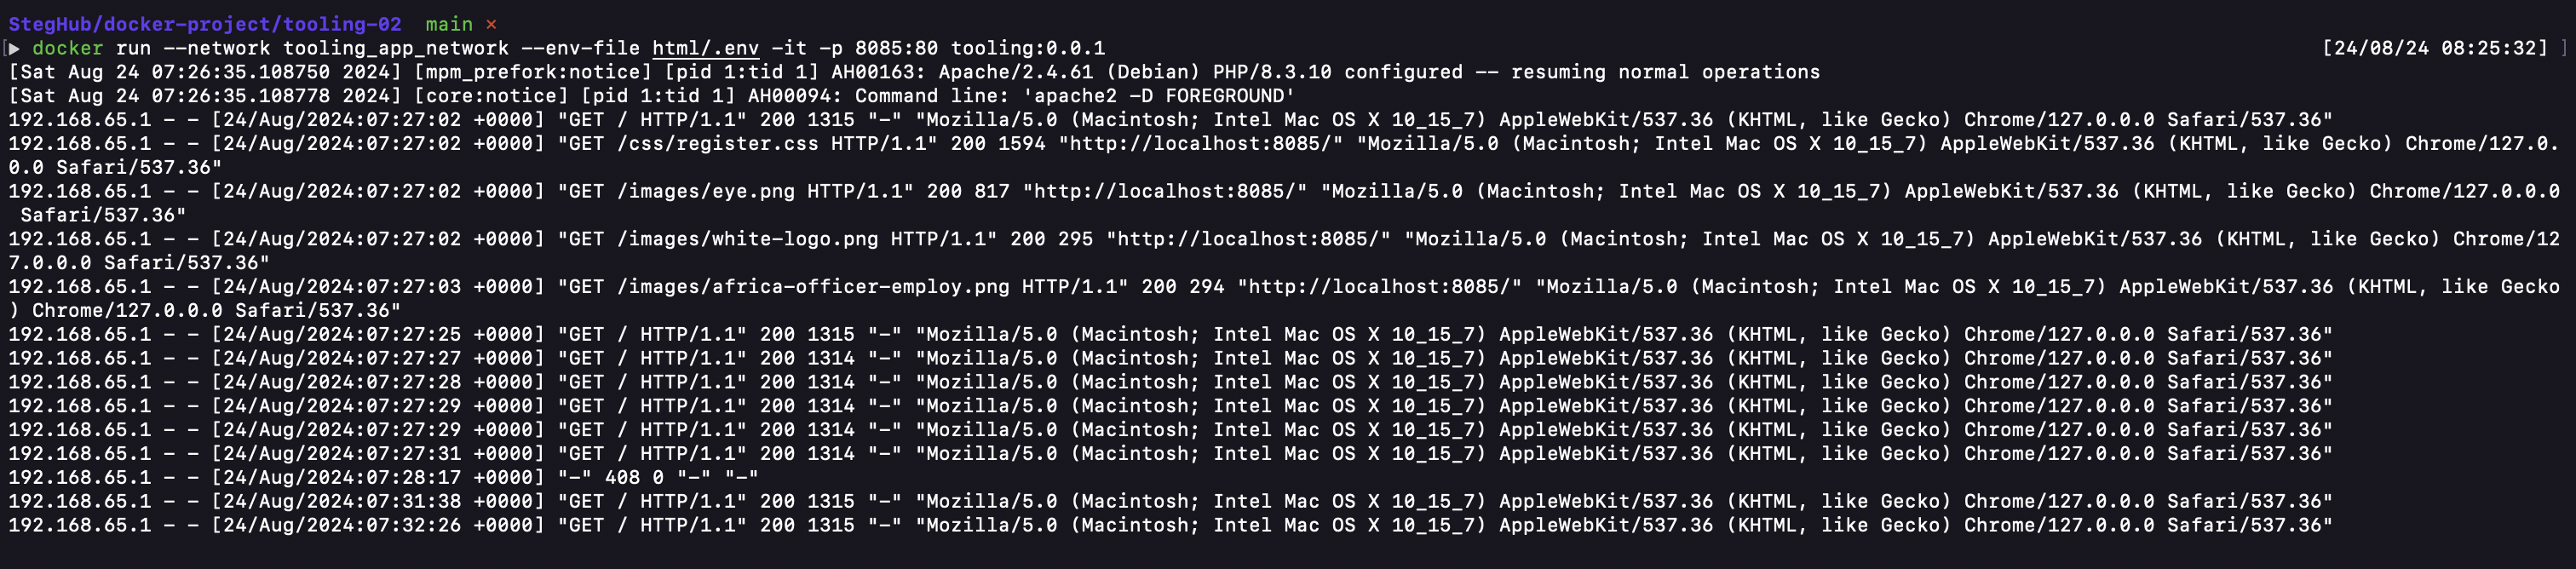 StegHub/docker-project/tooling-02 main ×
[▶ docker run --network tooling_app_network --env-file html/.env -it -p 8085:80 tooling:0.0.1 [24/08/24 08:25:32] ]
[Sat Aug 24 07:26:35.108750 2024] [mpm_prefork:notice] [pid 1:tid 1] AH00163: Apache/2.4.61 (Debian) PHP/8.3.10 configured -- resuming normal operations
[Sat Aug 24 07:26:35.108778 2024] [core:notice] [pid 1:tid 1] AH00094: Command line: 'apache2 -D FOREGROUND'
192.168.65.1 - - [24/Aug/2024:07:27:02 +0000] "GET / HTTP/1.1" 200 1315 "-" "Mozilla/5.0 (Macintosh; Intel Mac OS X 10_15_7) AppleWebKit/537.36 (KHTML, like Gecko) Chrome/127.0.0.0 Safari/537.36"
192.168.65.1 - - [24/Aug/2024:07:27:02 +0000] "GET /css/register.css HTTP/1.1" 200 1594 "http://localhost:8085/" "Mozilla/5.0 (Macintosh; Intel Mac OS X 10_15_7) AppleWebKit/537.36 (KHTML, like Gecko) Chrome/127.0.
0.0 Safari/537.36"
192.168.65.1 - - [24/Aug/2024:07:27:02 +0000] "GET /images/eye.png HTTP/1.1" 200 817 "http://localhost:8085/" "Mozilla/5.0 (Macintosh; Intel Mac OS X 10_15_7) AppleWebKit/537.36 (KHTML, like Gecko) Chrome/127.0.0.0
Safari/537.36"
192.168.65.1 - - [24/Aug/2024:07:27:02 +0000] "GET /images/white-logo.png HTTP/1.1" 200 295 "http://localhost:8085/" "Mozilla/5.0 (Macintosh; Intel Mac OS X 10_15_7) AppleWebKit/537.36 (KHTML, like Gecko) Chrome/12
7.0.0.0 Safari/537.36"
192.168.65.1 - - [24/Aug/2024:07:27:03 +0000] "GET /images/africa-officer-employ.png HTTP/1.1" 200 294 "http://localhost:8085/" "Mozilla/5.0 (Macintosh; Intel Mac OS X 10_15_7) AppleWebKit/537.36 (KHTML, like Gecko
) Chrome/127.0.0.0 Safari/537.36"
192.168.65.1 - - [24/Aug/2024:07:27:25 +0000] "GET / HTTP/1.1" 200 1315 "-" "Mozilla/5.0 (Macintosh; Intel Mac OS X 10_15_7) AppleWebKit/537.36 (KHTML, like Gecko) Chrome/127.0.0.0 Safari/537.36"
192.168.65.1 - - [24/Aug/2024:07:27:27 +0000] "GET / HTTP/1.1" 200 1314 "-" "Mozilla/5.0 (Macintosh; Intel Mac OS X 10_15_7) AppleWebKit/537.36 (KHTML, like Gecko) Chrome/127.0.0.0 Safari/537.36"
192.168.65.1 - - [24/Aug/2024:07:27:28 +0000] "GET / HTTP/1.1" 200 1314 "-" "Mozilla/5.0 (Macintosh; Intel Mac OS X 10_15_7) AppleWebKit/537.36 (KHTML, like Gecko) Chrome/127.0.0.0 Safari/537.36"
192.168.65.1 - - [24/Aug/2024:07:27:29 +0000] "GET / HTTP/1.1" 200 1314 "-" "Mozilla/5.0 (Macintosh; Intel Mac OS X 10_15_7) AppleWebKit/537.36 (KHTML, like Gecko) Chrome/127.0.0.0 Safari/537.36"
192.168.65.1 - - [24/Aug/2024:07:27:29 +0000] "GET / HTTP/1.1" 200 1314 "-" "Mozilla/5.0 (Macintosh; Intel Mac OS X 10_15_7) AppleWebKit/537.36 (KHTML, like Gecko) Chrome/127.0.0.0 Safari/537.36"
192.168.65.1 - - [24/Aug/2024:07:27:31 +0000] "GET / HTTP/1.1" 200 1314 "-" "Mozilla/5.0 (Macintosh; Intel Mac OS X 10_15_7) AppleWebKit/537.36 (KHTML, like Gecko) Chrome/127.0.0.0 Safari/537.36"
192.168.65.1 - - [24/Aug/2024:07:28:17 +0000] "-" 408 0 "-" "-"
192.168.65.1 - - [24/Aug/2024:07:31:38 +0000] "GET / HTTP/1.1" 200 1315 "-" "Mozilla/5.0 (Macintosh; Intel Mac OS X 10_15_7) AppleWebKit/537.36 (KHTML, like Gecko) Chrome/127.0.0.0 Safari/537.36"
192.168.65.1 - - [24/Aug/2024:07:32:26 +0000] "GET / HTTP/1.1" 200 1315 "-" "Mozilla/5.0 (Macintosh; Intel Mac OS X 10_15_7) AppleWebKit/537.36 (KHTML, like Gecko) Chrome/127.0.0.0 Safari/537.36"